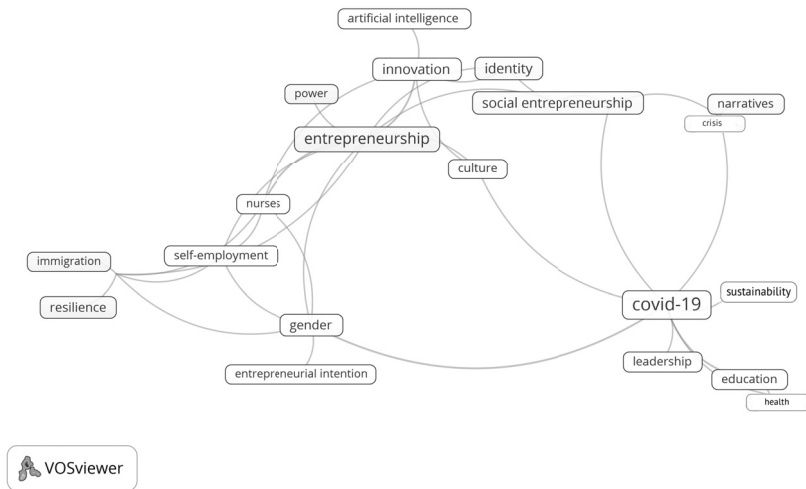 artificial intelligence
innovation
identity
power
social entrepreneurship
narratives
crisis
entrepreneurship
culture
nurses
self-employment
immigration
resilience
gender
covid-19
sustainability
leadership
entrepreneurial intention
education
health
VOSviewer